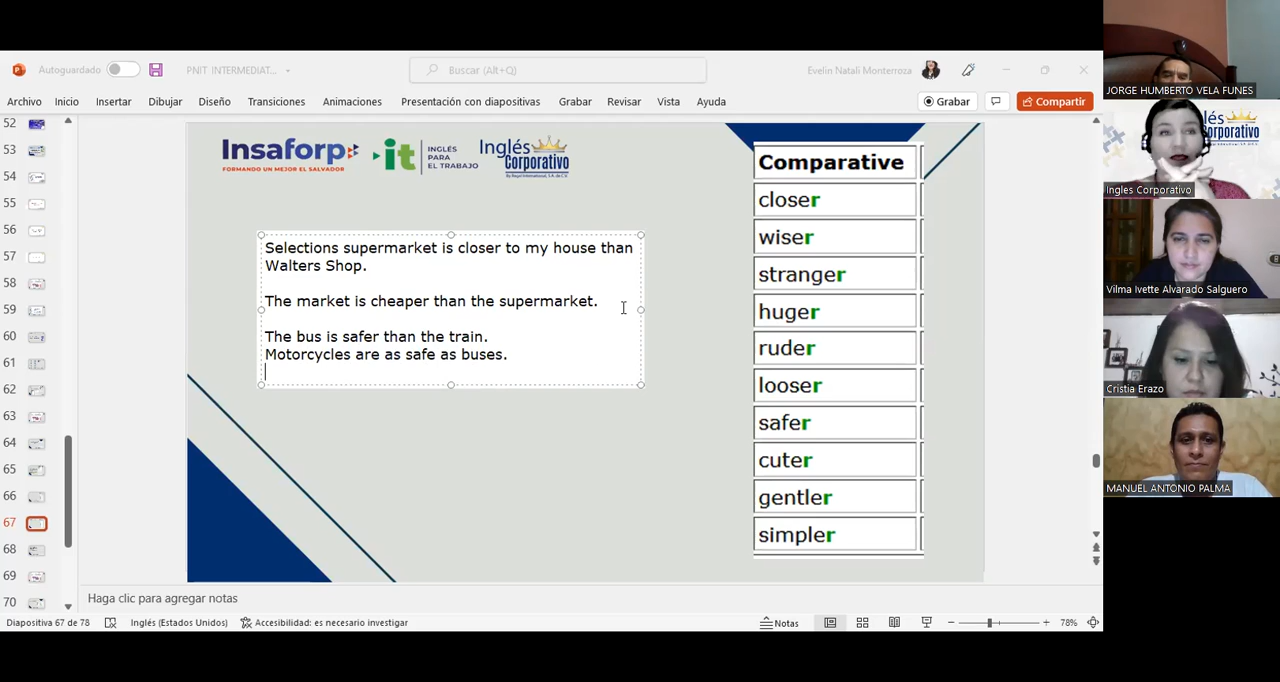 Autoguardado
PNIT INTERMEDIAT...
Buscar (Alt+Q)
Evelin Natali Monterroza
Archivo Inicio Insertar Dibujar Diseño Transiciones Animaciones Presentación con diapositivas Grabar Revisar Vista Ayuda
Grabar
Compartir
52
53
54
55
56
57
58
59
60
61
62
63
64
65
66
67
68
69
70
Insaforp
FORMANDO UN MEJOR EL SALVADOR
it
INGLÉS
PARA
EL TRABAJO
Inglés
Corporativo
By Regal International, S.A. de C.V.
Selections supermarket is closer to my house than
Walters Shop.
The market is cheaper than the supermarket.
The bus is safer than the train.
Motorcycles are as safe as buses.
Comparative
closer
wiser
stranger
huger
ruder
looser
safer
cuter
gentler
simpler
Haga clic para agregar notas
Diapositiva 67 de 78
Inglés (Estados Unidos)
Accesibilidad: es necesario investigar
Notas
78%
JORGE HUMBERTO VELA FUNES
Ingles Corporativo
Vilma Ivette Alvarado Salguero
Cristia Erazo
MANUEL ANTONIO PALMA